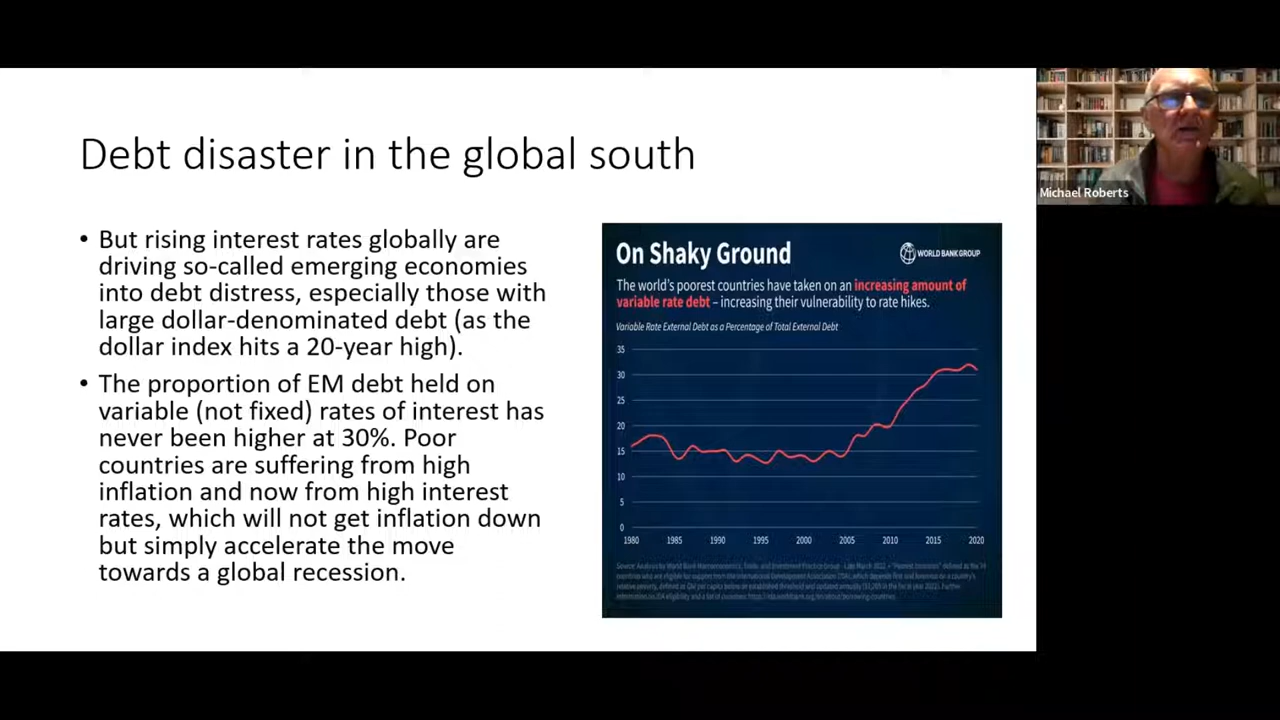 Debt disaster in the global south
• But rising interest rates globally are
driving so-called emerging economies
into debt distress, especially those with
large dollar-denominated debt (as the
dollar index hits a 20-year high).
• The proportion of EM debt held on
variable (not fixed) rates of interest has
never been higher at 30%. Poor
countries are suffering from high
inflation and now from high interest
rates, which will not get inflation down
but simply accelerate the move
towards a global recession.
On Shaky Ground
WORLD BANK GROUP
The world's poorest countries have taken on an increasing amount of
variable rate debt – increasing their vulnerability to rate hikes.
Variable Rate External Debt as a Percentage of Total External Debt
35
30
25
20
15
10
5
0
1980 1985 1990 1995 2000 2005 2010 2015 2020
Michael Roberts